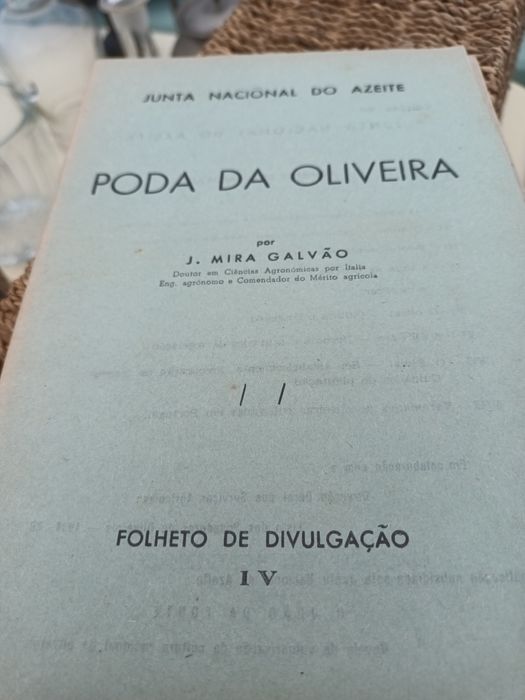 JUNTA NACIONAL DO AZEITE
PODA DA OLIVEIRA
por
J. MIRA GALVÃO
Doutor em Ciências Agronómicas por Itália
Eng. agrónomo e Comendador do Mérito agrícola
/ /
FOLHETO DE DIVULGAÇÃO
IV